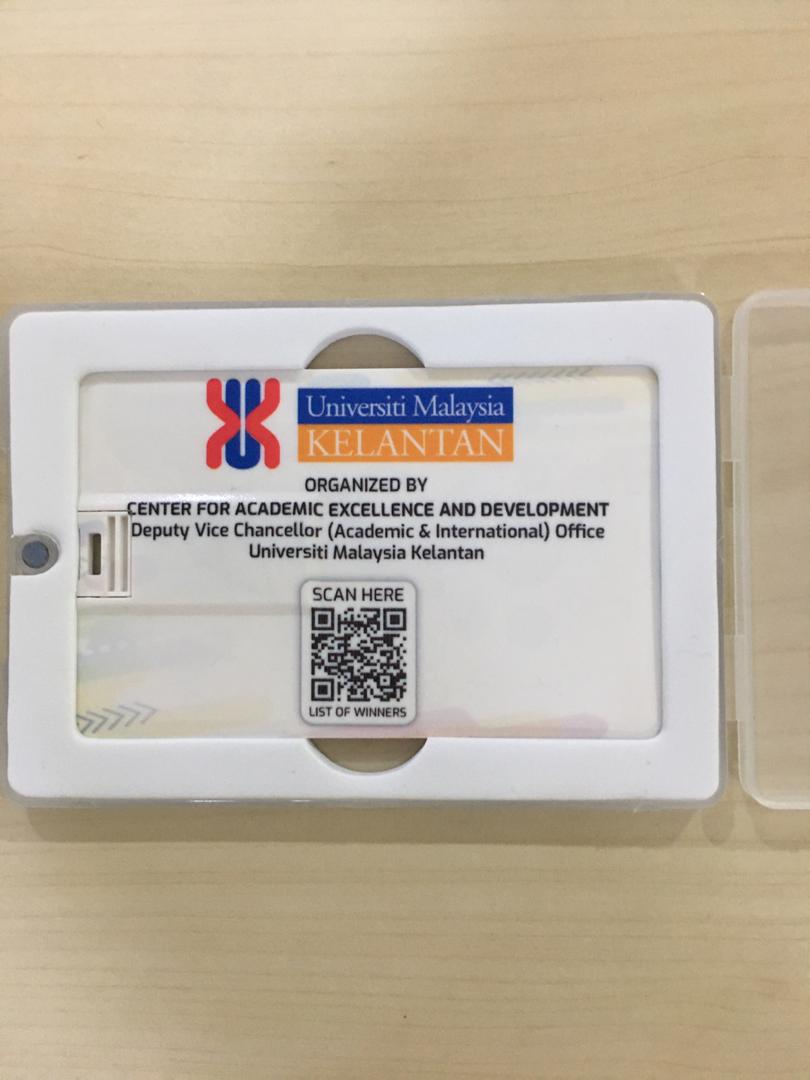 Universiti Malaysia
KELANTAN
ORGANIZED BY
CENTER FOR ACADEMIC EXCELLENCE AND DEVELOPMENT
Deputy Vice Chancellor (Academic & International) Office
Universiti Malaysia Kelantan
SCAN HERE
LIST OF WINNERS